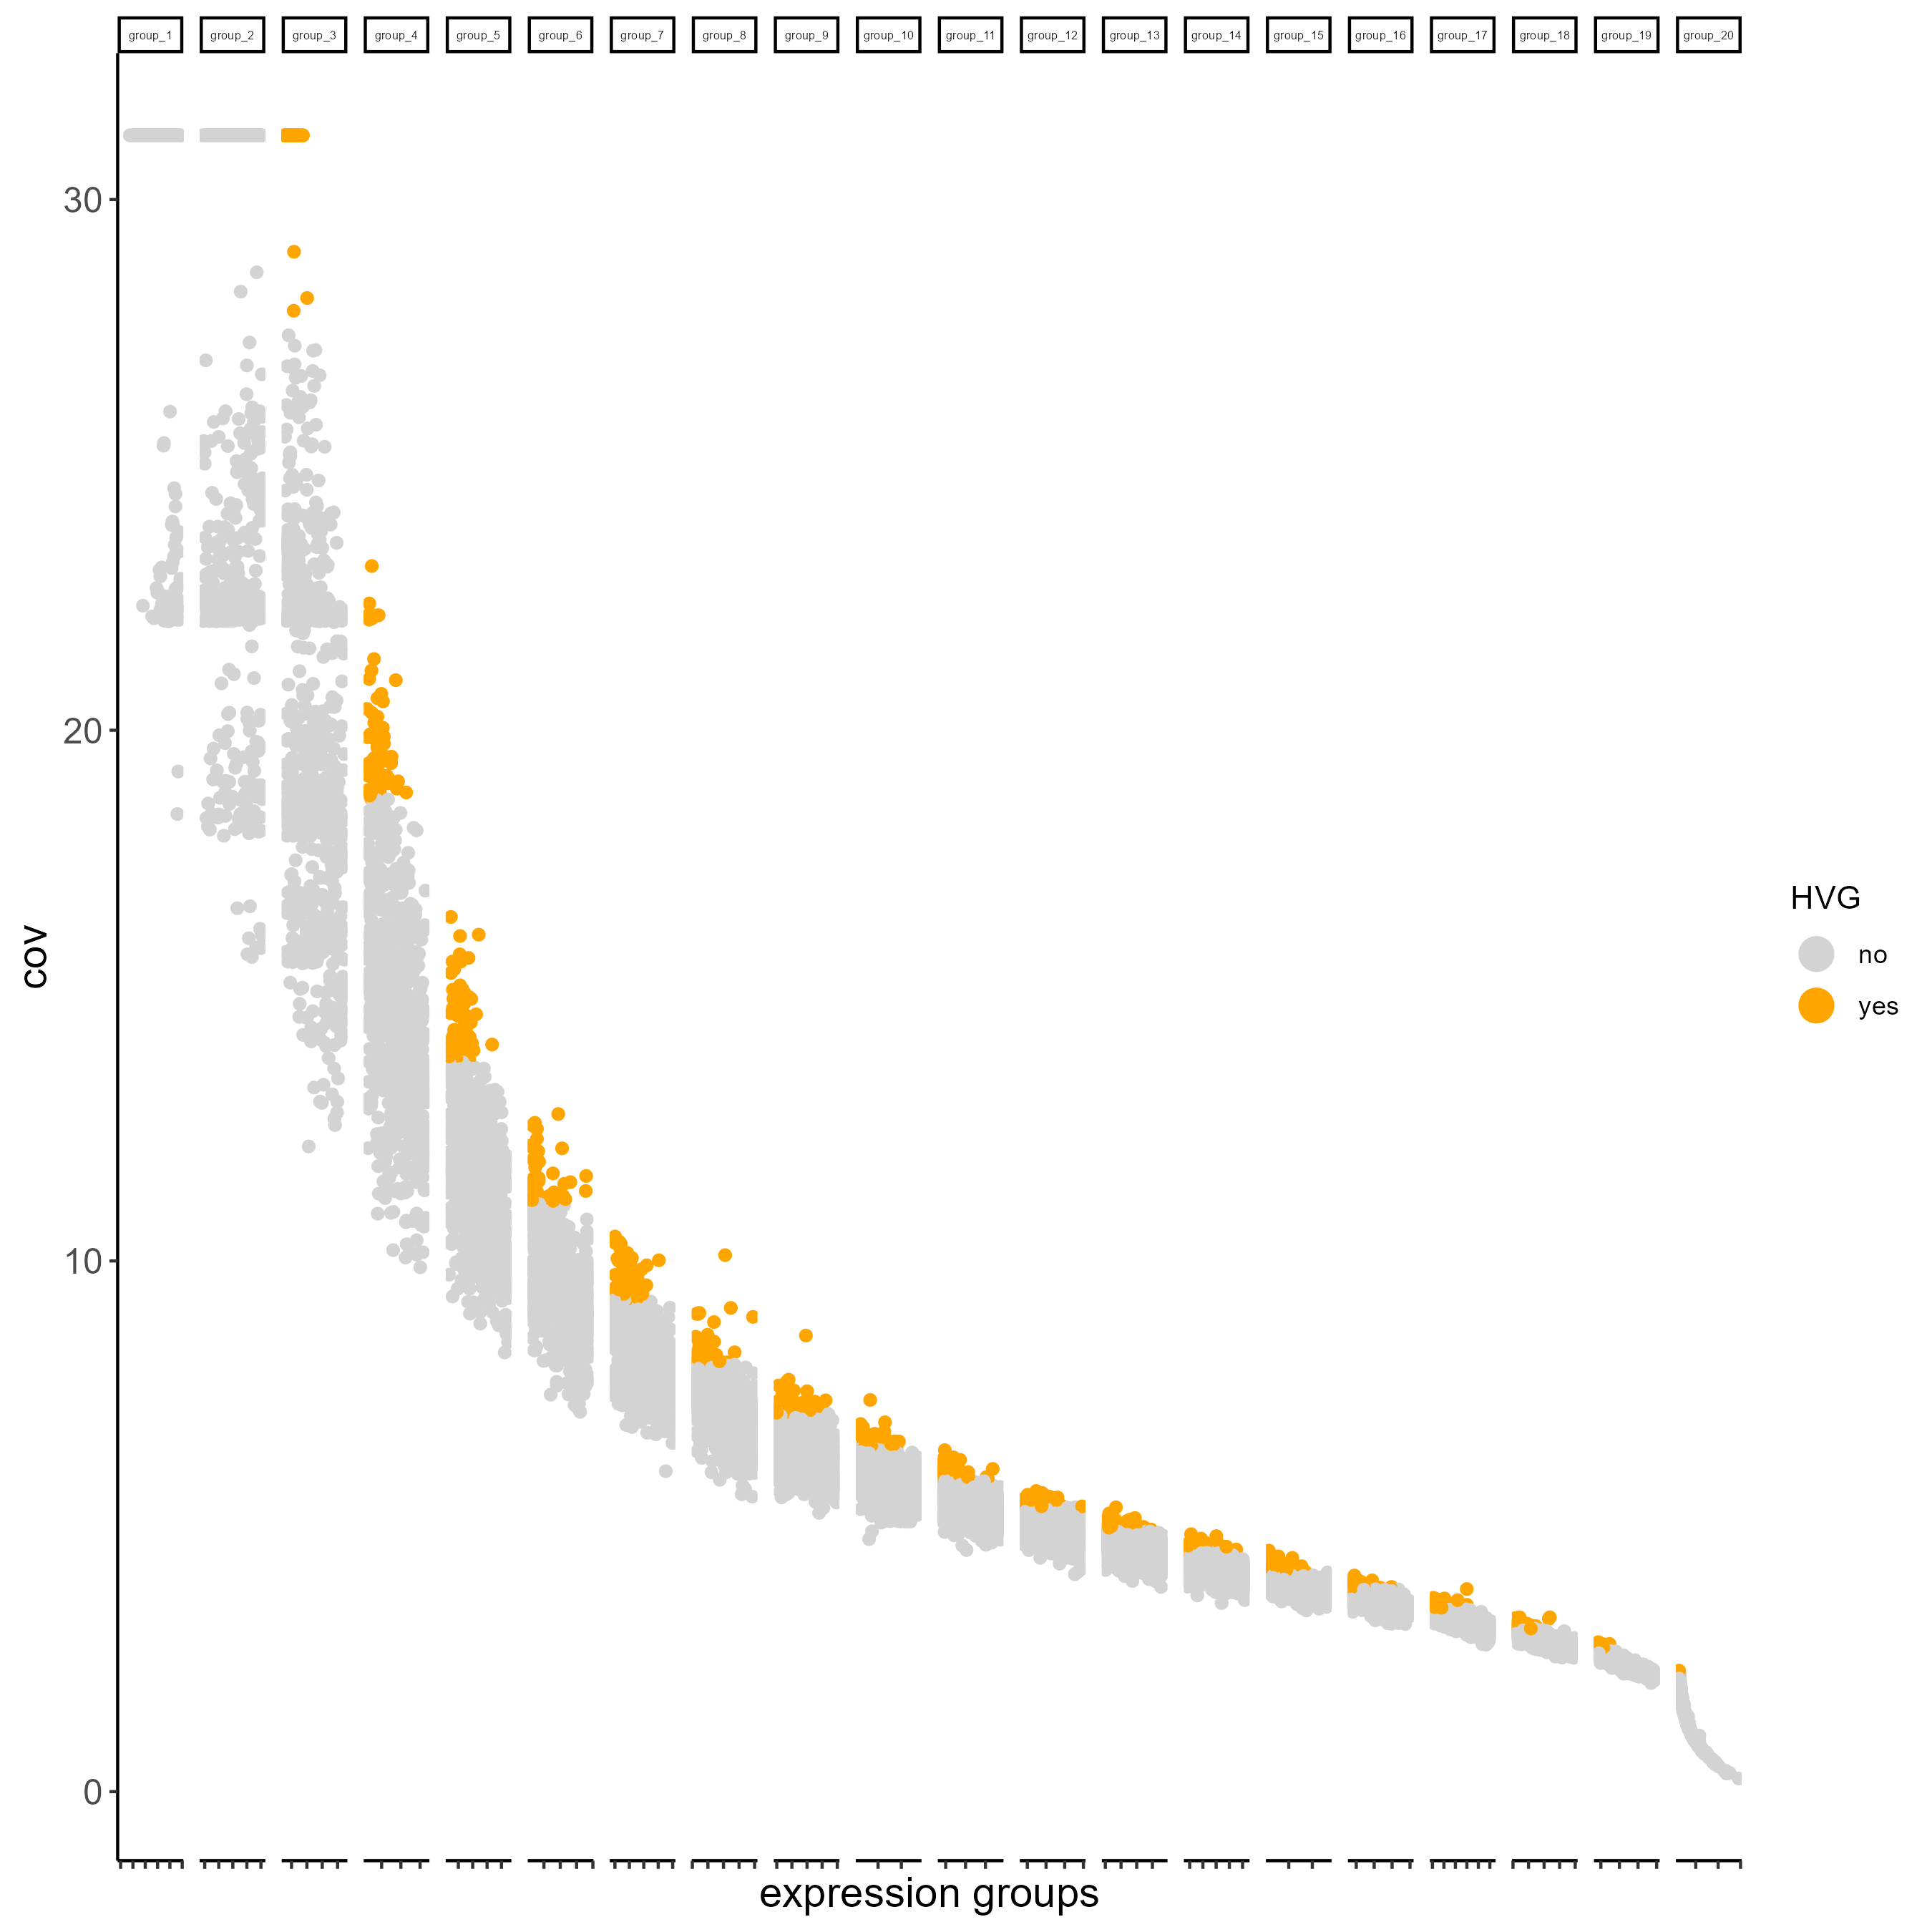 group_1 group_2 group_3 group_4 group_5 group_6 group_7 group_8 group_9 group_10 group_11 group_12 group_13 group_14 group_15 group_16 group_17 group_18 group_19 group_20
30
20
10
0
cov
expression groups
HVG
no
yes